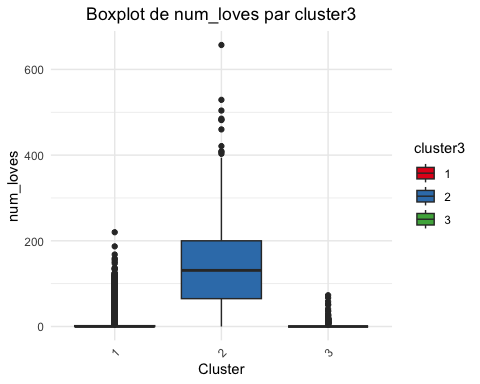 Boxplot de num_loves par cluster3
600
400
200
0
num_loves
1
2
3
Cluster
cluster3
1
2
3